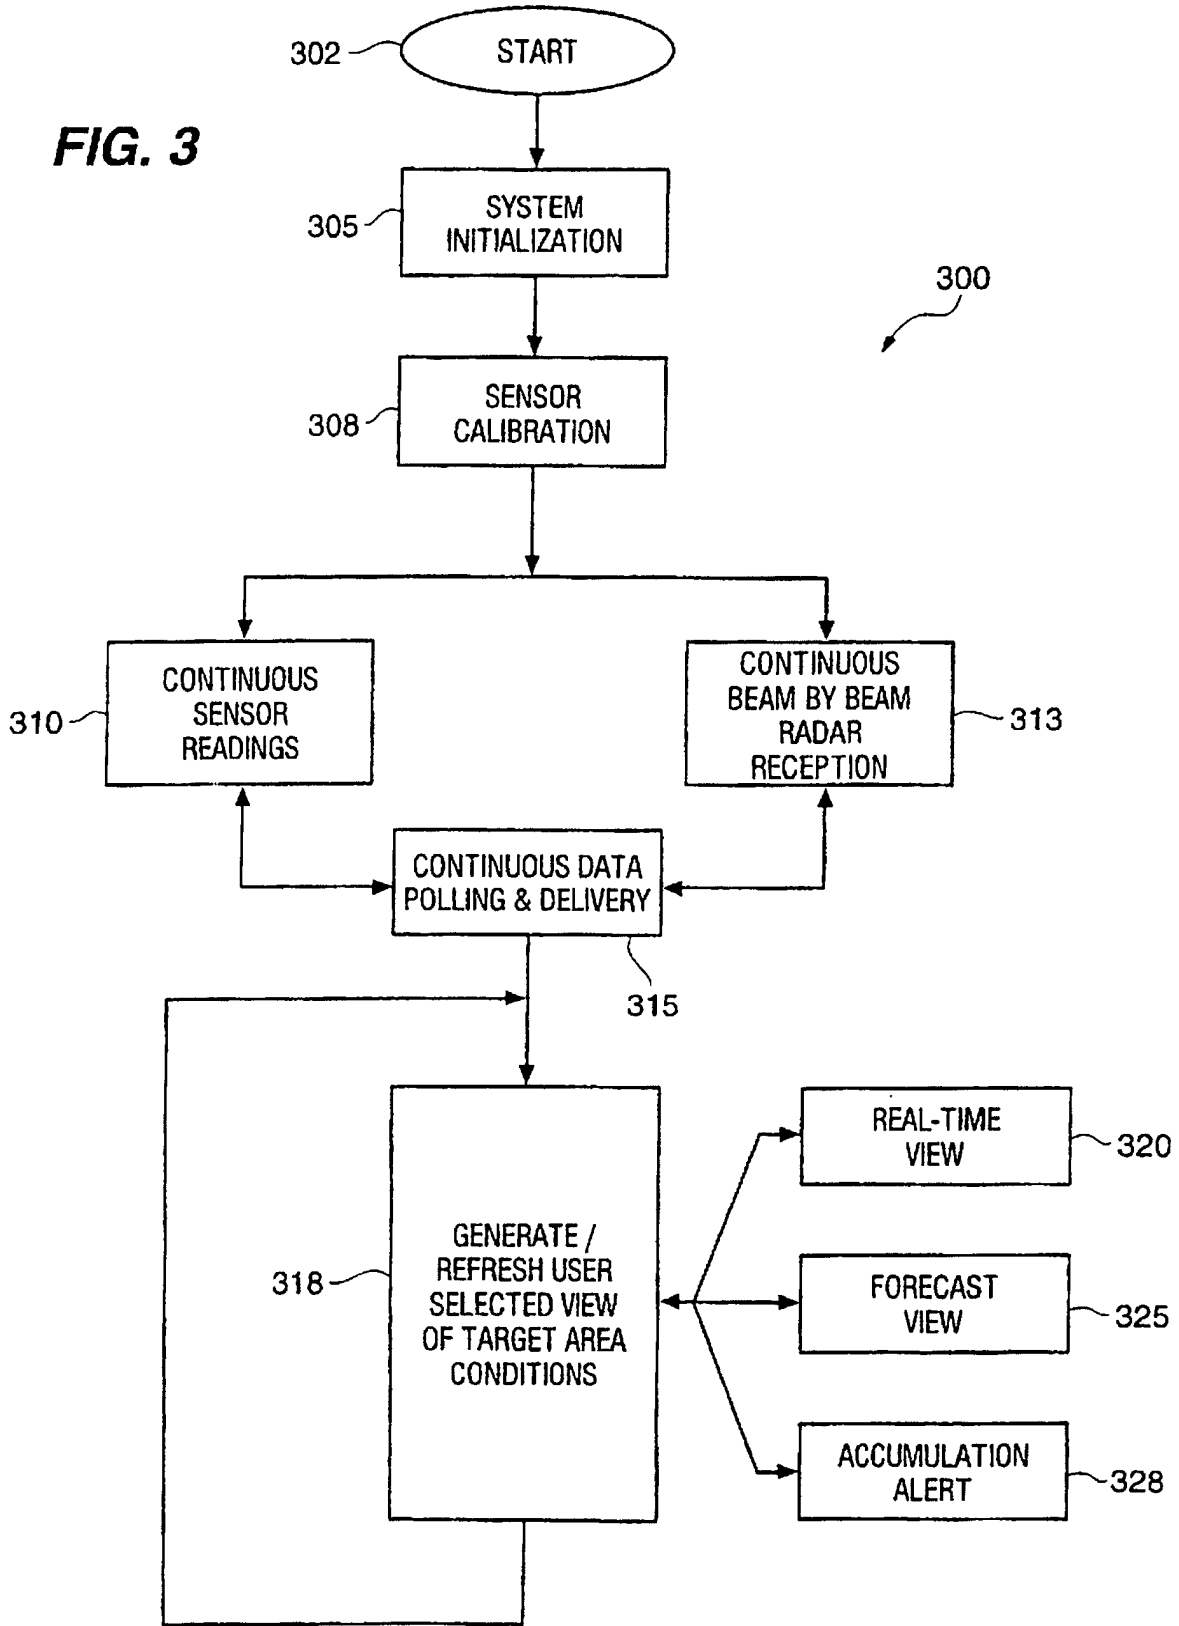 302
START
FIG. 3
305
SYSTEM
INITIALIZATION
300
308
SENSOR
CALIBRATION
310
CONTINUOUS
SENSOR
READINGS
CONTINUOUS
BEAM BY BEAM
RADAR
RECEPTION
313
CONTINUOUS DATA
POLLING & DELIVERY
315
318
GENERATE /
REFRESH USER
SELECTED VIEW
OF TARGET AREA
CONDITIONS
REAL-TIME
VIEW
320
FORECAST
VIEW
325
ACCUMULATION
ALERT
328